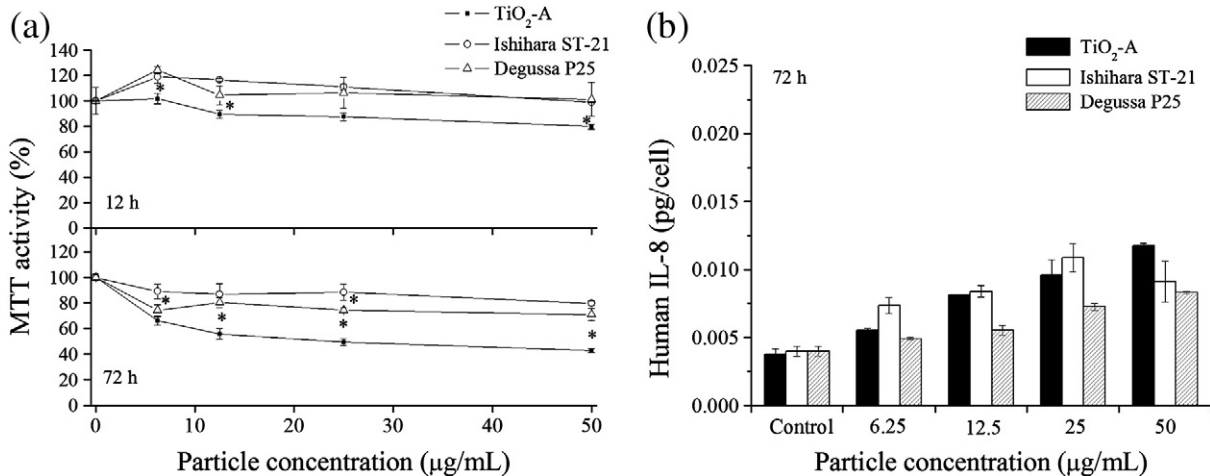 (a)
TiO2-A
Ishihara ST-21
Degussa P25
140
120
100
80
60
40
20
0
*
*
*
12 h
MTT activity (%)
120
100
80
60
40
20
0
*
*
*
*
*
72 h
0 10 20 30 40 50
Particle concentration (μg/mL)
(b)
72 h
TiO2-A
Ishihara ST-21
Degussa P25
0.025
0.020
0.015
0.010
0.005
0.000
Human IL-8 (pg/cell)
Control 6.25 12.5 25 50
Particle concentration (μg/mL)